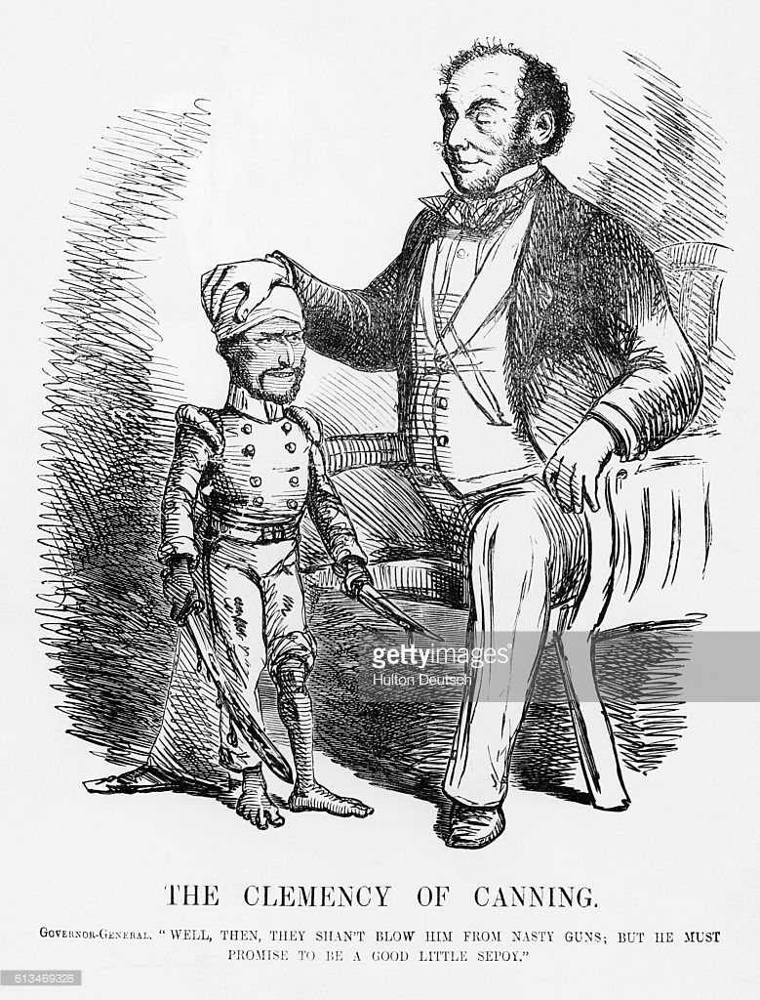 gettyimages
Hulton Deutsch
THE CLEMENCY OF CANNING.
GOVERNOR-GENERAL. "WELL, THEN, THEY SHAN'T BLOW HIM FROM NASTY GUNS; BUT HE MUST
PROMISE TO BE A GOOD LITTLE SEPOY."
613469328